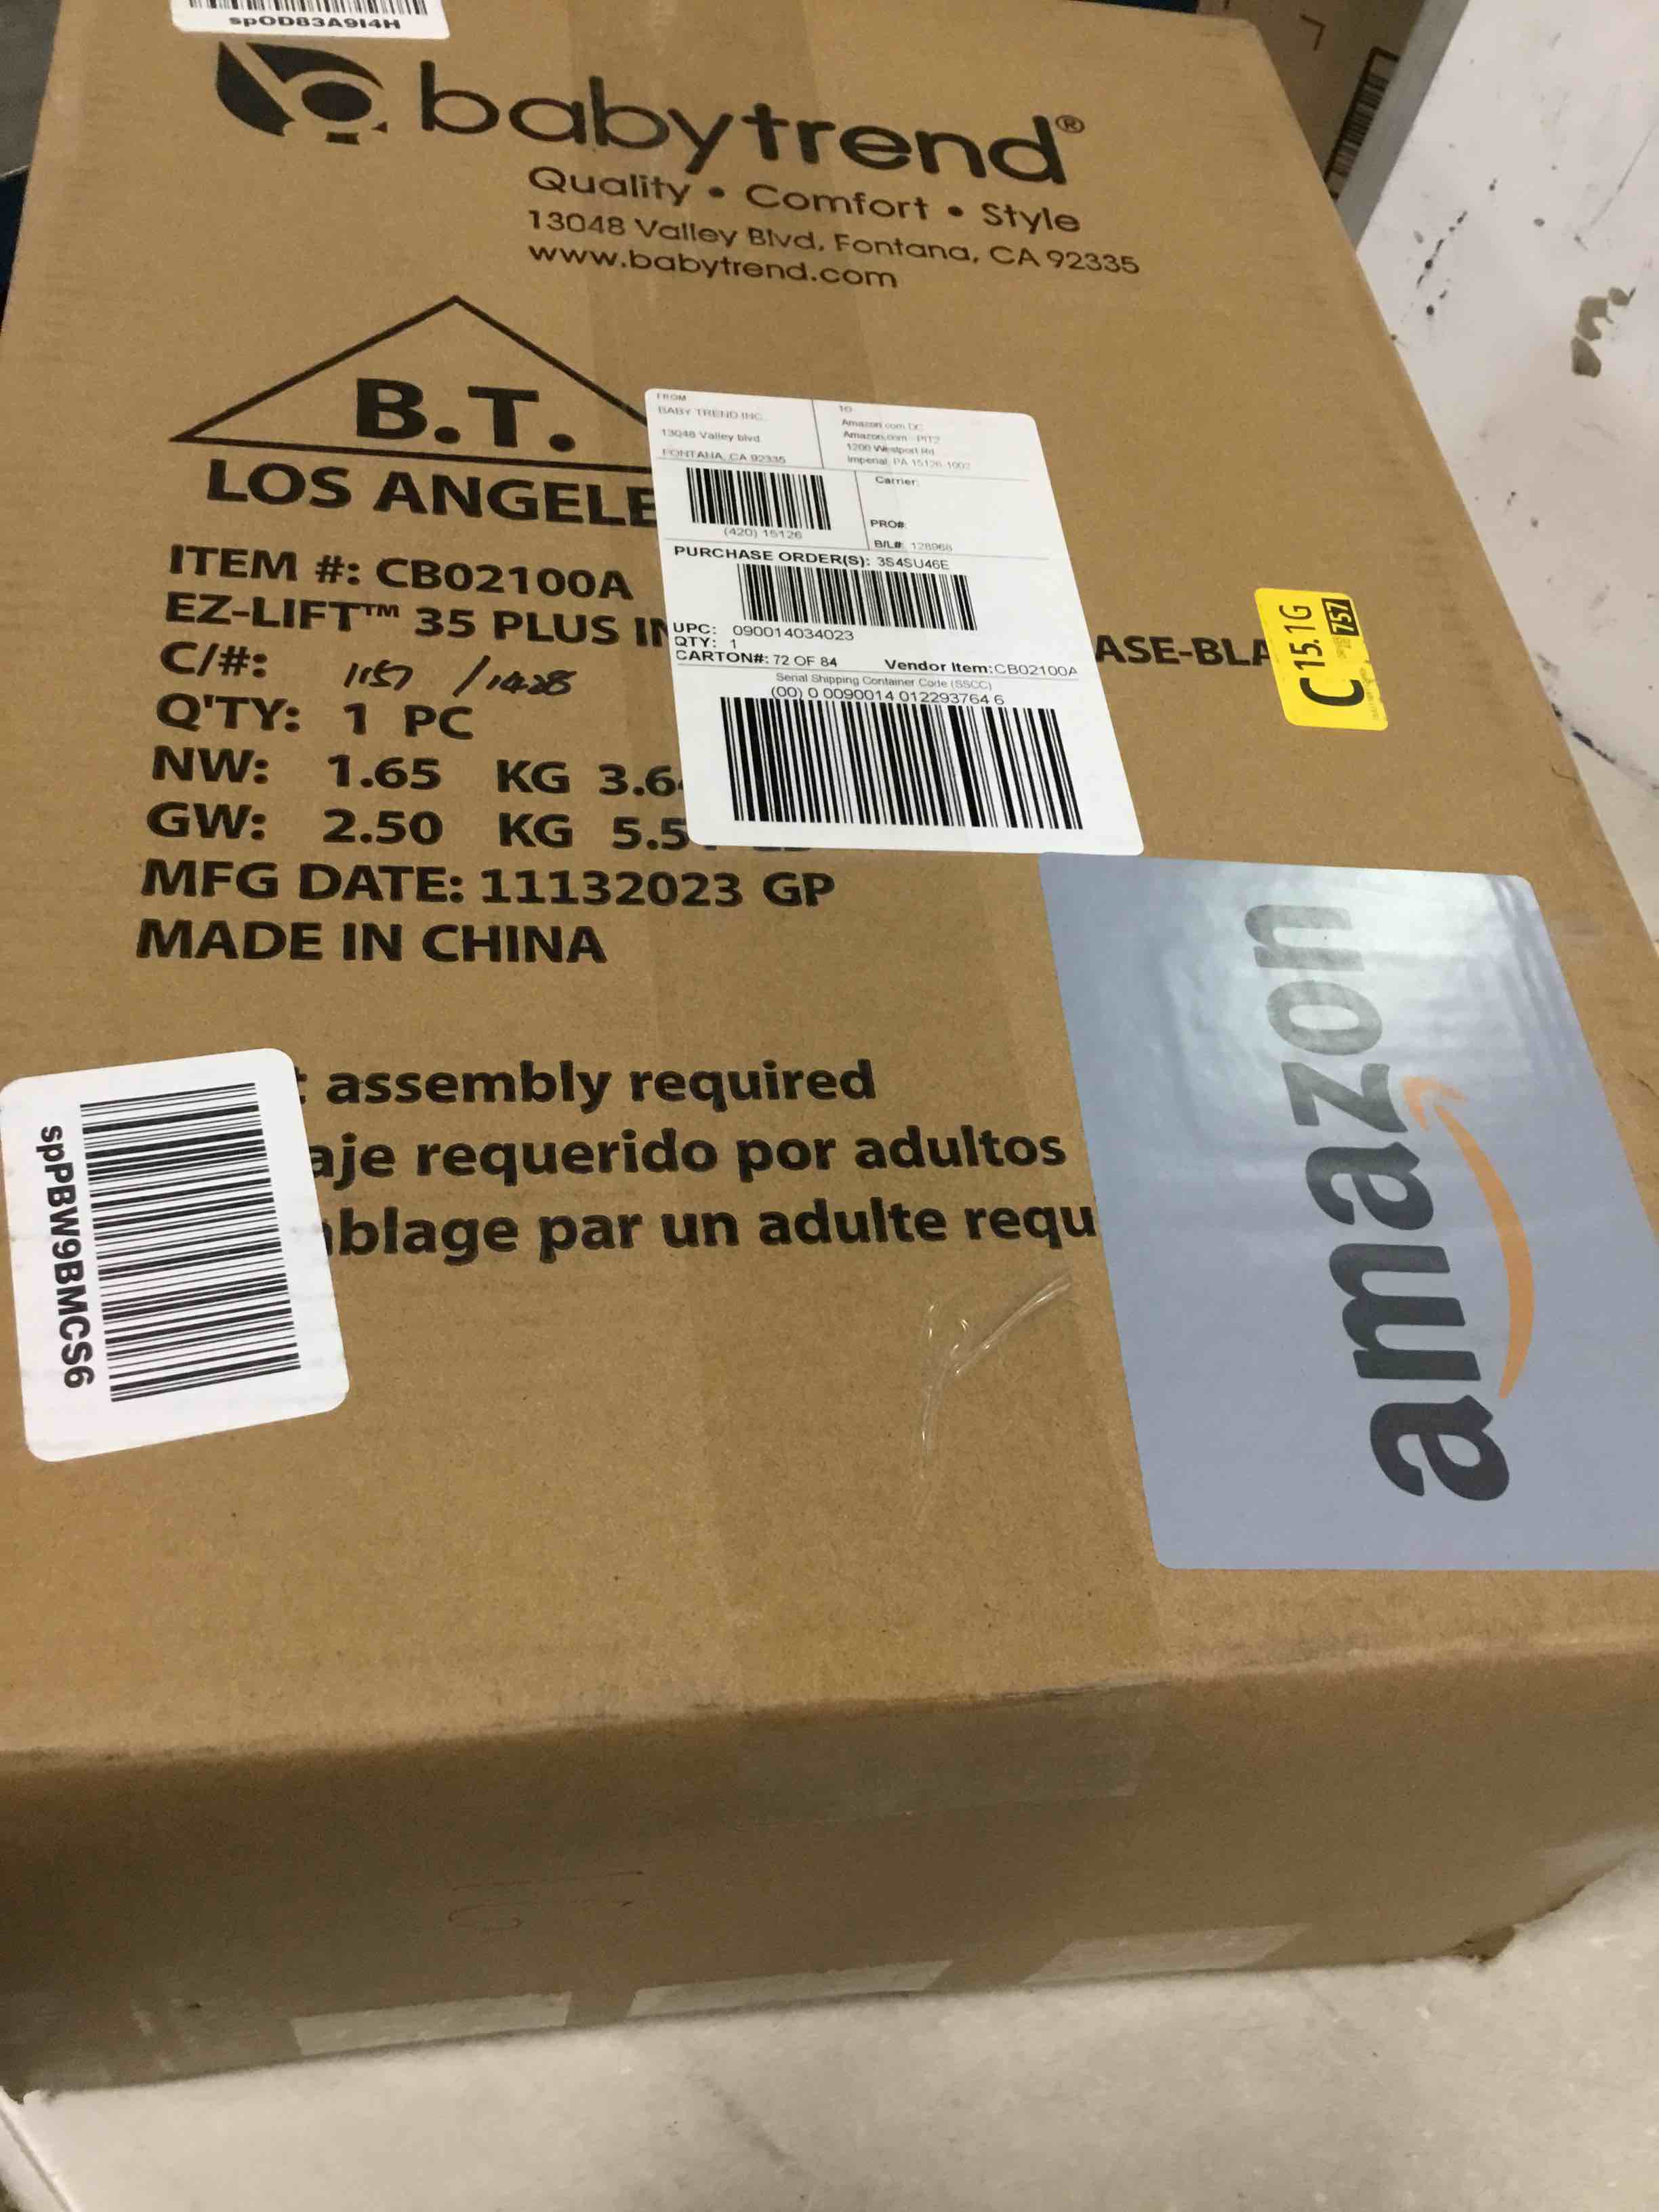 spOD83A9I4H
babytrend®
Quality • Comfort • Style
13048 Valley Blvd, Fontana, CA 92335
www.babytrend.com
B.T.
LOS ANGELE
ITEM #: CB02100A
EZ-LIFT™ 35 PLUS IN
ASE-BLA
C/#: 1157 /1428
Q'TY: 1 PC
NW: 1.65 KG 3.6
GW: 2.50 KG 5.5
MFG DATE: 11132023 GP
MADE IN CHINA
FROM
BABY TREND INC.
13048 Valley blvd
FONTANA, CA 92335
TO
Amazon.com DC
Amazon.com - PIT2
1200 Westport Rd
Imperial, PA 15126-1002
(420) 15126
Carrier:
PRO#:
B/L#: 128968
PURCHASE ORDER(S): 3S4SU46E
UPC: 090014034023
QTY: 1
CARTON#: 72 OF 84 Vendor Item:CB02100A
Serial Shipping Container Code (SSCC)
(00) 0 0090014 012293764 6
C 15.1G
757
assembly required
aje requerido por adultos
blage par un adulte requ
spPBW9BMCS6
amazon